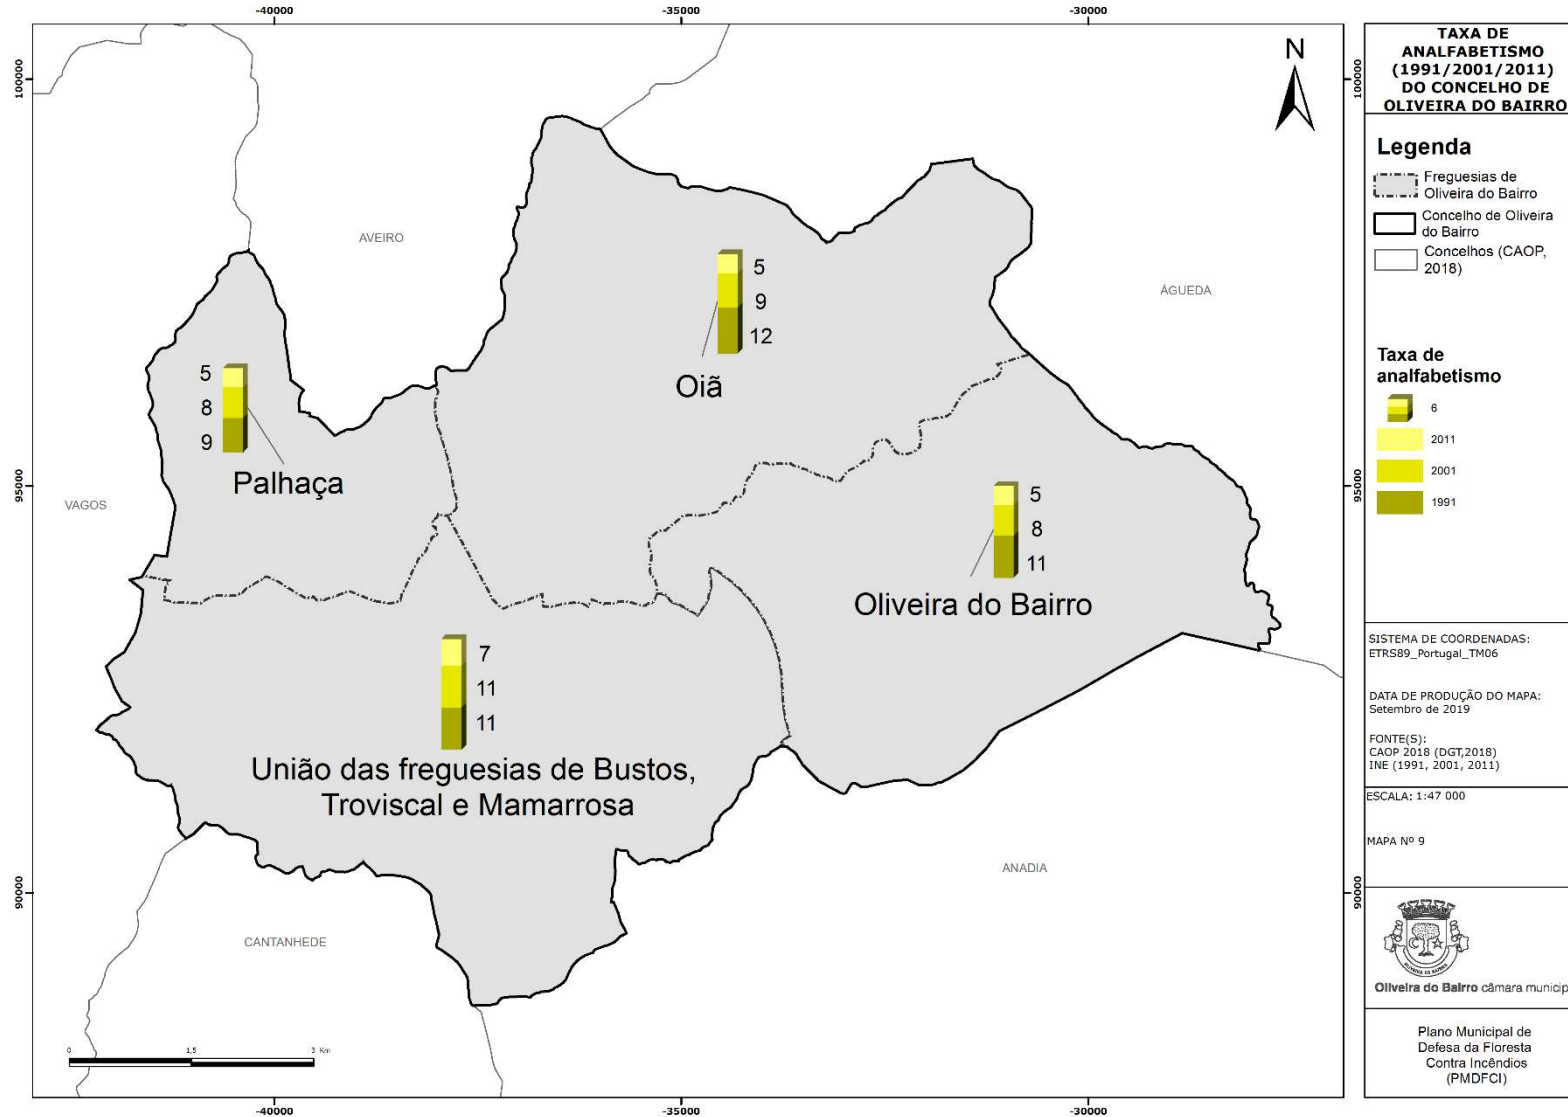 -40000
-35000
-30000
100000
100000
95000
95000
90000
90000
N
AVEIRO
ÁGUEDA
VAGOS
CANTANHEDE
ANADIA
5
9
12
Oiã
5
8
9
Palhaça
5
8
11
Oliveira do Bairro
7
11
11
União das freguesias de Bustos,
Troviscal e Mamarrosa
0
1,5
3 Km
-40000
-35000
-30000
TAXA DE
ANALFABETISMO
(1991/2001/2011)
DO CONCELHO DE
OLIVEIRA DO BAIRRO
Legenda
Freguesias de
Oliveira do Bairro
Concelho de Oliveira
do Bairro
Concelhos (CAOP,
2018)
Taxa de
analfabetismo
6
2011
2001
1991
SISTEMA DE COORDENADAS:
ETRS89_Portugal_TM06
DATA DE PRODUÇÃO DO MAPA:
Setembro de 2019
FONTE(S):
CAOP 2018 (DGT,2018)
INE (1991, 2001, 2011)
ESCALA: 1:47 000
MAPA Nº 9
Oliveira do Bairro câmara municip
Plano Municipal de
Defesa da Floresta
Contra Incêndios
(PMDFCI)